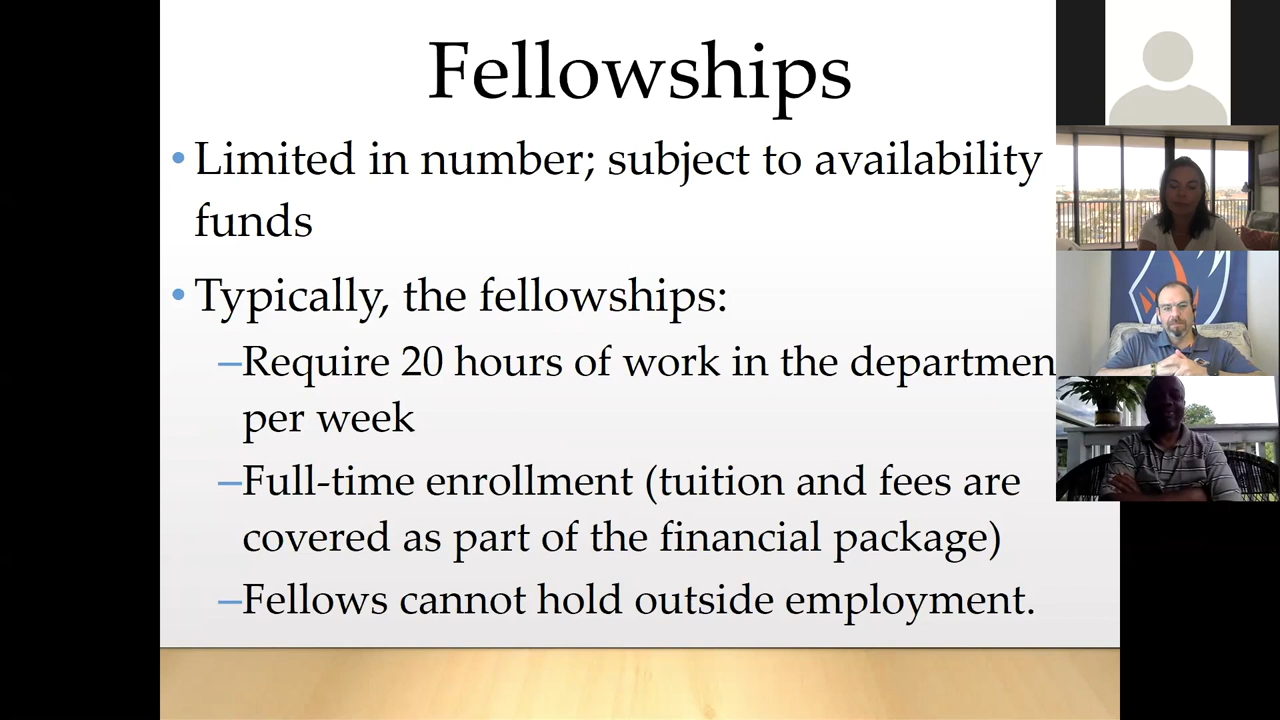 Fellowships
• Limited in number; subject to availability
funds
• Typically, the fellowships:
–Require 20 hours of work in the departmen
per week
–Full-time enrollment (tuition and fees are
covered as part of the financial package)
–Fellows cannot hold outside employment.